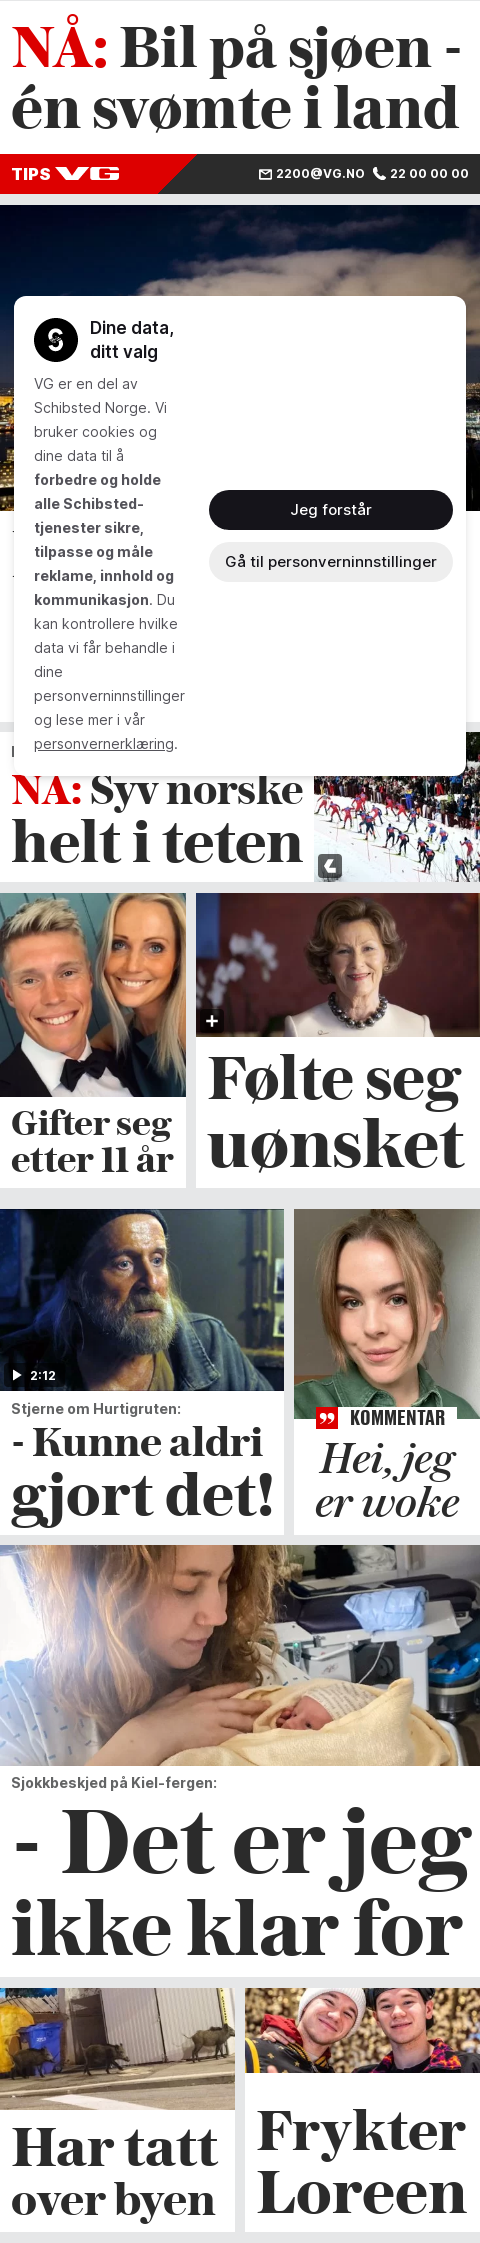 NÅ: Bil på sjøen -
én svømte i land
TIPS VG
2200@VG.NO 22 00 00 00
Dine data,
ditt valg
VG er en del av
Schibsted Norge. Vi
bruker cookies og
dine data til å
forbedre og holde
alle Schibsted-
tjenester sikre,
tilpasse og måle
reklame, innhold og
kommunikasjon. Du
kan kontrollere hvilke
data vi får behandle i
dine
personverninnstillinger
og lese mer i vår
personvernerklæring.
Jeg forstår
Gå til personverninnstillinger
NÅ: Syv norske
helt i teten
Gifter seg
etter 11 år
Følte seg
uønsket
2:12
Stjerne om Hurtigruten:
- Kunne aldri
gjort det!
KOMMENTAR
Hei, jeg
er woke
Sjokkbeskjed på Kiel-fergen:
- Det er jeg
ikke klar for
Har tatt
over byen
Frykter
Loreen